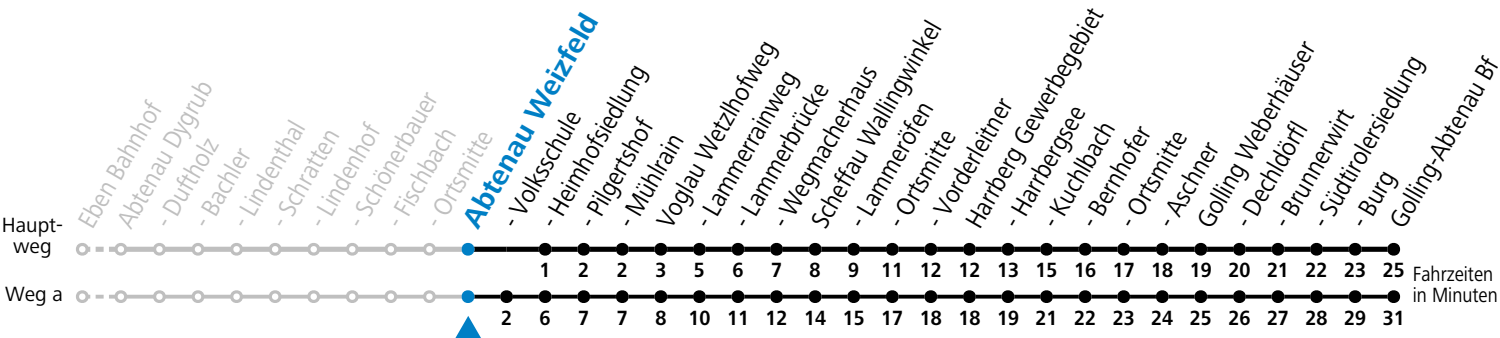 Eben Bahnhof
Abtenau Dygrub
- Duftholz
- Bachler
- Lindenthal
- Schratten
- Lindenhof
- Schönerbauer
- Fischbach
- Ortsmitte
Abtenau Weizfeld
- Volksschule
- Heimhofsiedlung
- Pilgertshof
- Mühlrain
Voglau Wetzlhofweg
- Lammerrainweg
- Lammerbrücke
- Wegmacherhaus
Scheffau Wallingwinkel
- Lammeröfen
- Ortsmitte
- Vorderleitner
Harrberg Gewerbegebiet
- Harrbergsee
- Kuchlbach
- Bernhofer
- Ortsmitte
- Aschner
Golling Weberhäuser
- Dechldörfl
- Brunnerwirt
- Südtirolersiedlung
- Burg
Golling-Abtenau Bf
Haupt-
weg
1 2 2 3 5 6 7 8 9 11 12 12 13 15 16 17 18 19 20 21 22 23 25
Weg a
2 6 7 7 8 10 11 12 14 15 17 18 18 19 21 22 23 24 25 26 27 28 29 31
Fahrzeiten
in Minuten